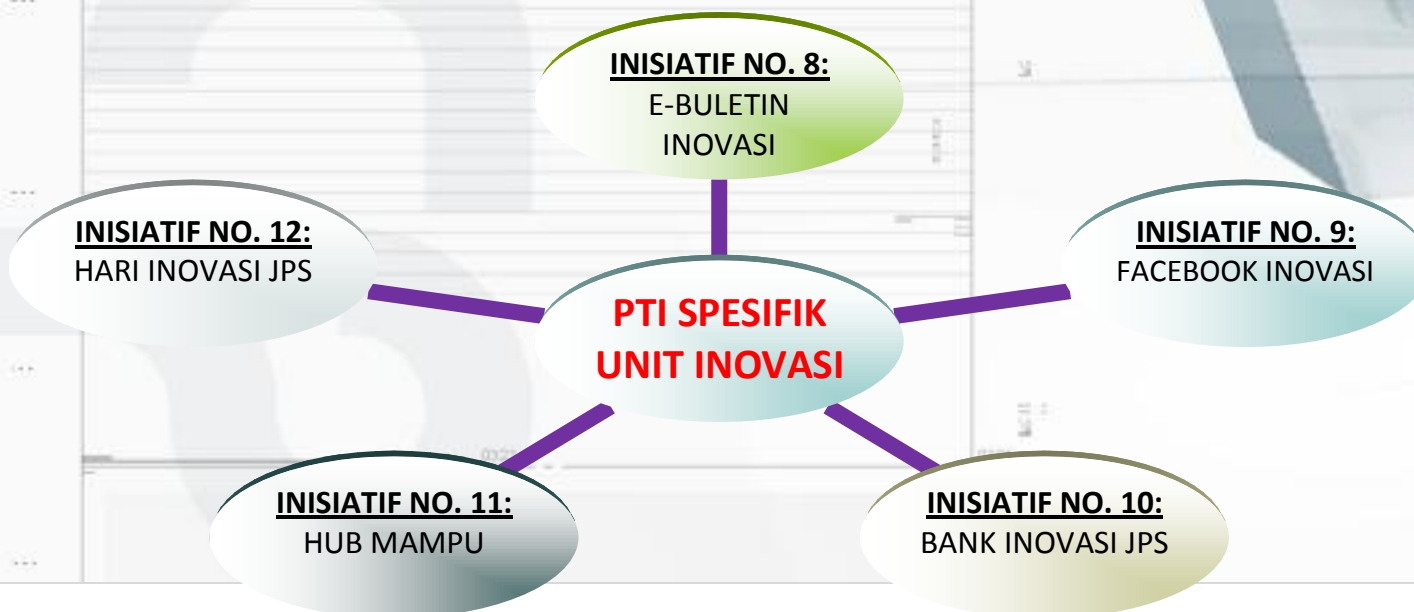 INISIATIF NO. 8:
E-BULETIN
INOVASI
INISIATIF NO. 12:
HARI INOVASI JPS
INISIATIF NO. 9:
FACEBOOK INOVASI
PTI SPESIFIK
UNIT INOVASI
INISIATIF NO. 11:
HUB MAMPU
INISIATIF NO. 10:
BANK INOVASI JPS